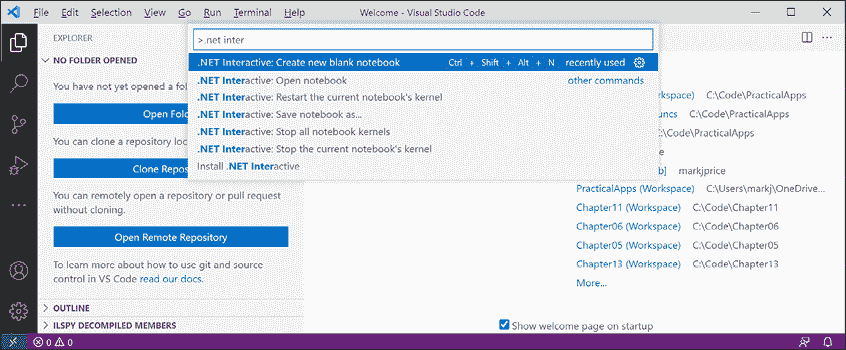 File Edit Selection View Go Run Terminal Help Welcome - Visual Studio Code
EXPLORER
>.net inter
NO FOLDER OPENED
.NET Interactive: Create new blank notebook Ctrl + Shift + Alt + N recently used
.NET Interactive: Open notebook other commands
.NET Interactive: Restart the current notebook's kernel
.NET Interactive: Save notebook as...
.NET Interactive: Stop all notebook kernels
.NET Interactive: Stop the current notebook's kernel
Install .NET Interactive
You have not yet opened a
Open
You can clone a repository
Clone
You can remotely open a repository or pull request
without cloning.
Open Remote Repository
To learn more about how to use git and source
control in VS Code read our docs.
OUTLINE
ILSPY DECOMPILED MEMBERS
C:\Code\PracticalApps
C:\Code\PracticalApps
C:\Code\PracticalApps
markjprice
PracticalApps (Workspace) C:\Users\markj\OneDrive...
Chapter11 (Workspace) C:\Code\Chapter11
Chapter06 (Workspace) C:\Code\Chapter06
Chapter05 (Workspace) C:\Code\Chapter05
Chapter13 (Workspace) C:\Code\Chapter13
More...
Show welcome page on startup
0 0